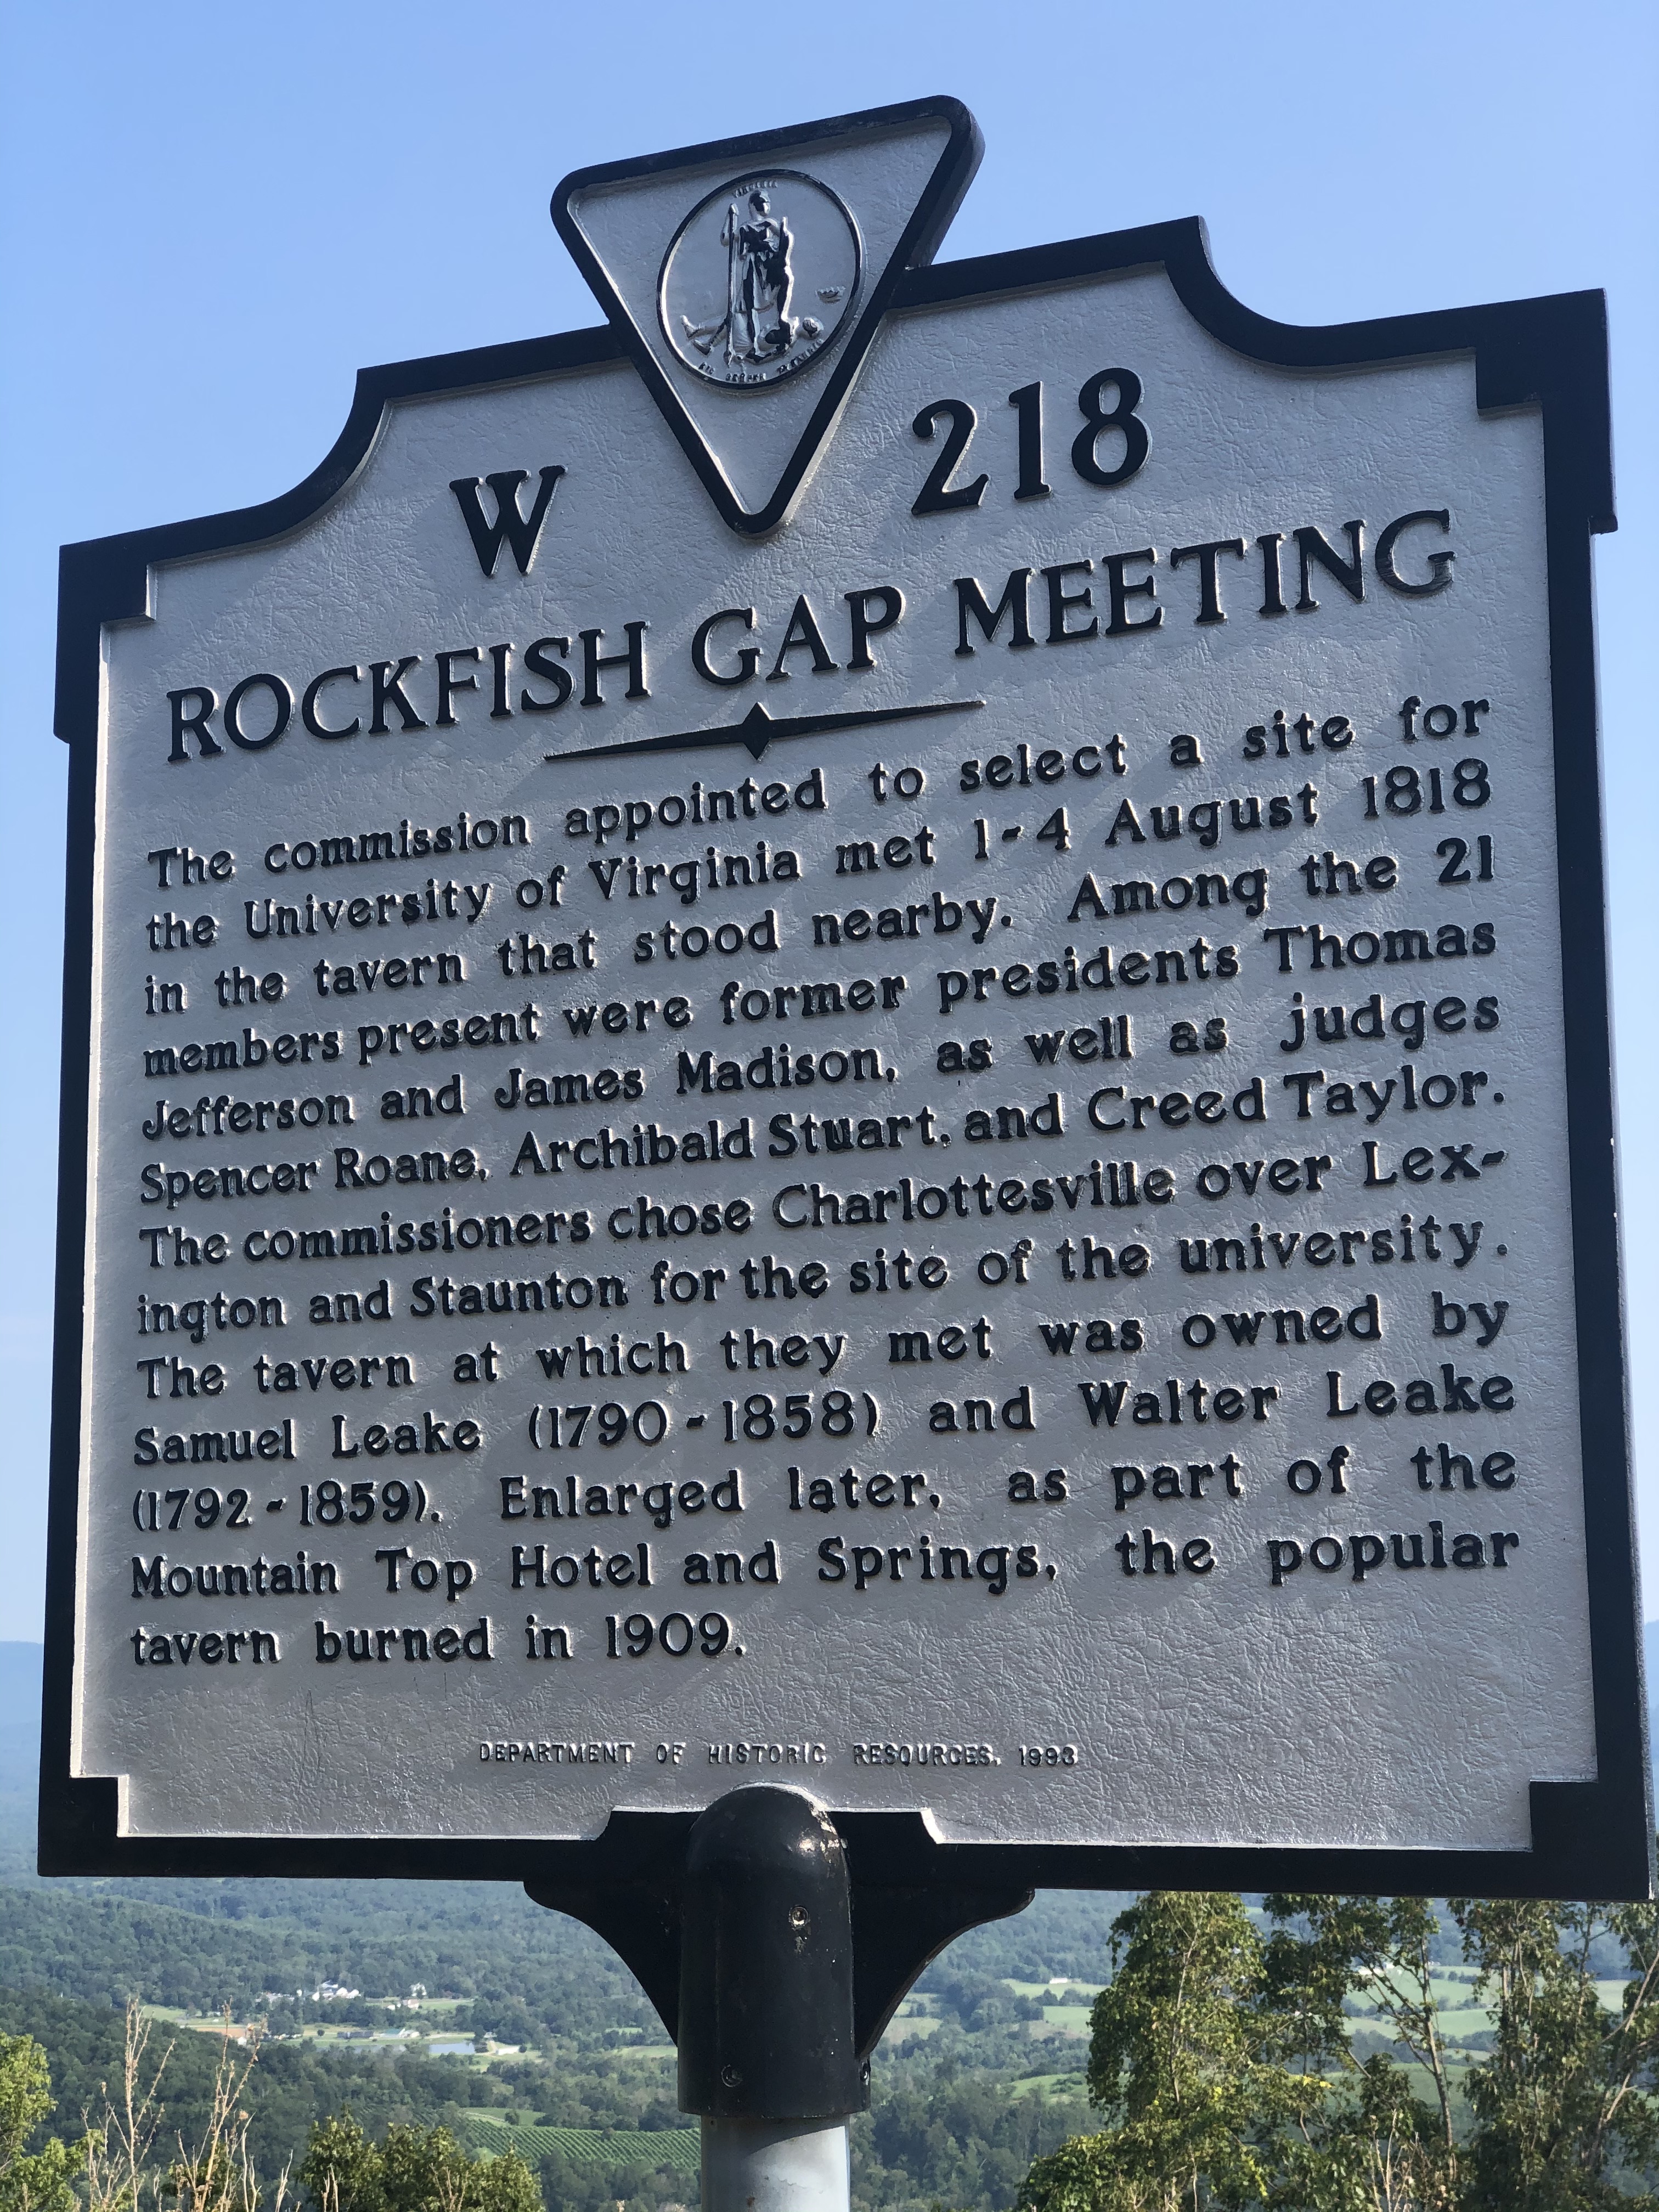 VIRGINIA
SIC SEMPER TYRANNIS
W 218
ROCKFISH GAP MEETING
The commission appointed to select a site for
the University of Virginia met 1-4 August 1818
in the tavern that stood nearby. Among the 21
members present were former presidents Thomas
Jefferson and James Madison, as well as judges
Spencer Roane, Archibald Stuart, and Creed Taylor.
The commissioners chose Charlottesville over Lex-
ington and Staunton for the site of the university.
The tavern at which they met was owned by
Samuel Leake (1790-1858) and Walter Leake
(1792-1859). Enlarged later, as part of the
Mountain Top Hotel and Springs, the popular
tavern burned in 1909.
DEPARTMENT OF HISTORIC RESOURCES, 1993